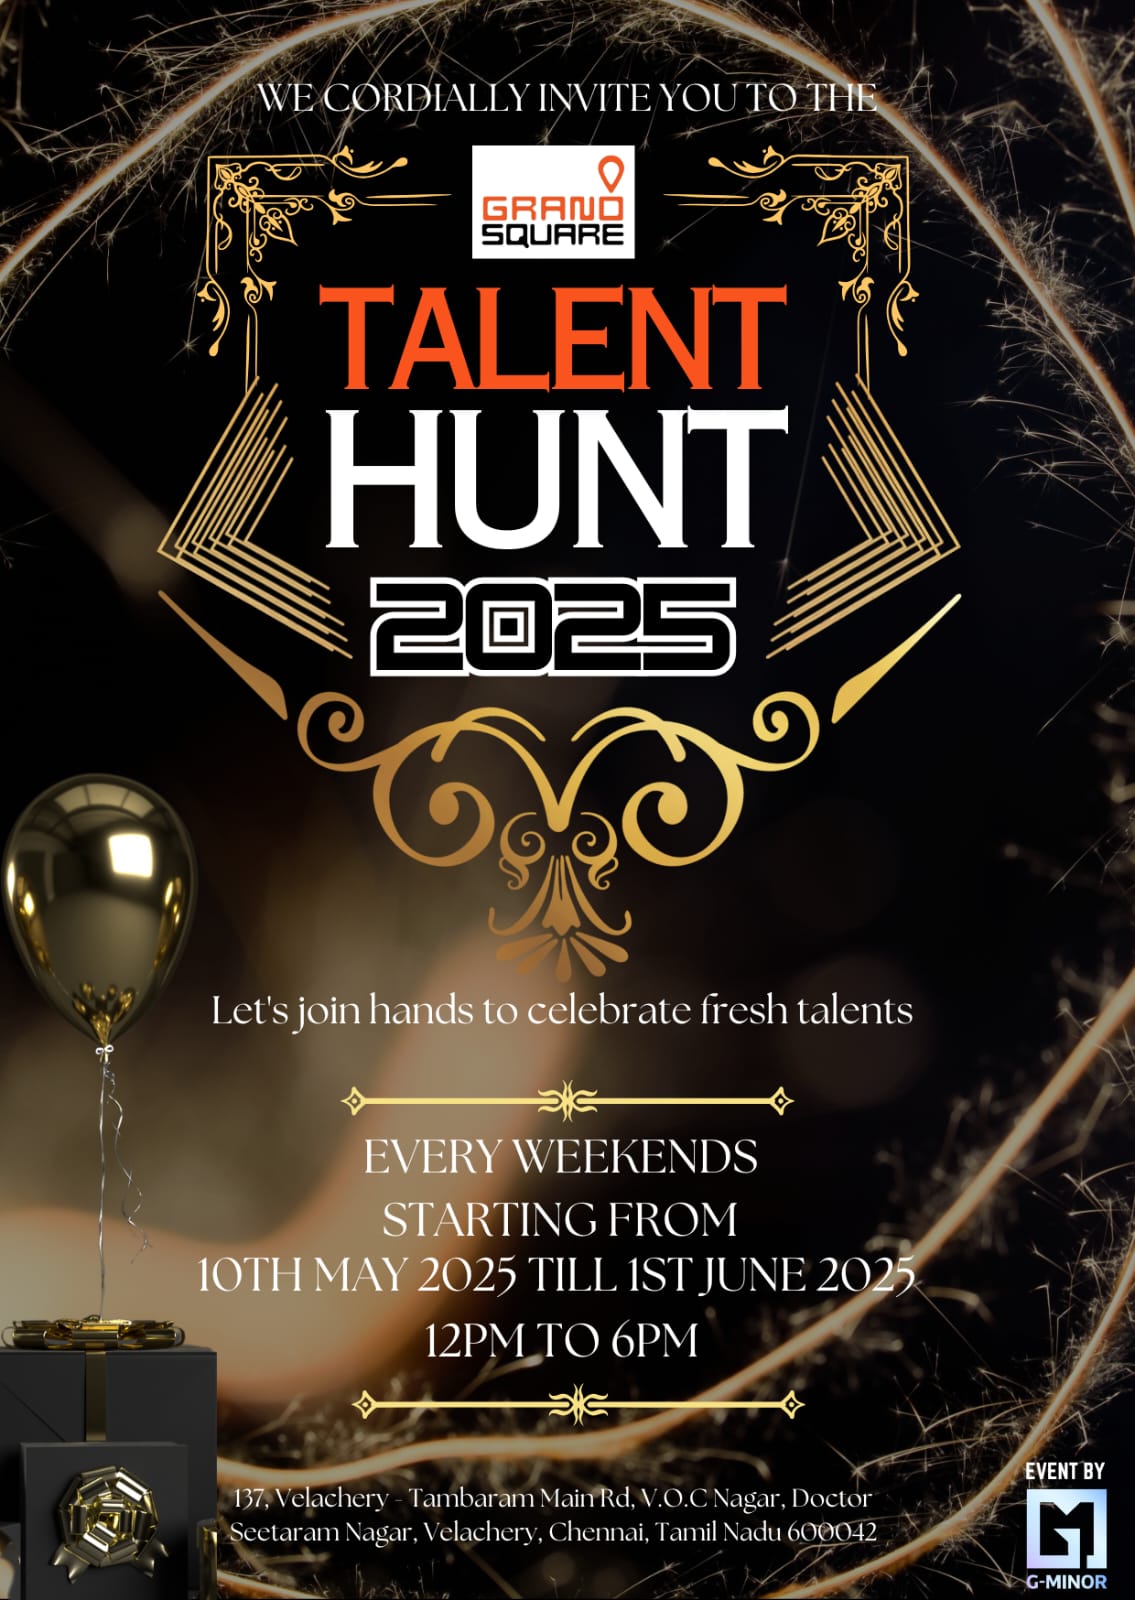 WE CORDIALLY INVITE YOU TO THE
GRAND
SQUARE
TALENT
HUNT
2025
Let's join hands to celebrate fresh talents
EVERY WEEKENDS
STARTING FROM
10TH MAY 2025 TILL 1ST JUNE 2025
12PM TO 6PM
137, Velachery - Tambaram Main Rd, V.O.C Nagar, Doctor
Seetaram Nagar, Velachery, Chennai, Tamil Nadu 600042
EVENT BY
G-MINOR